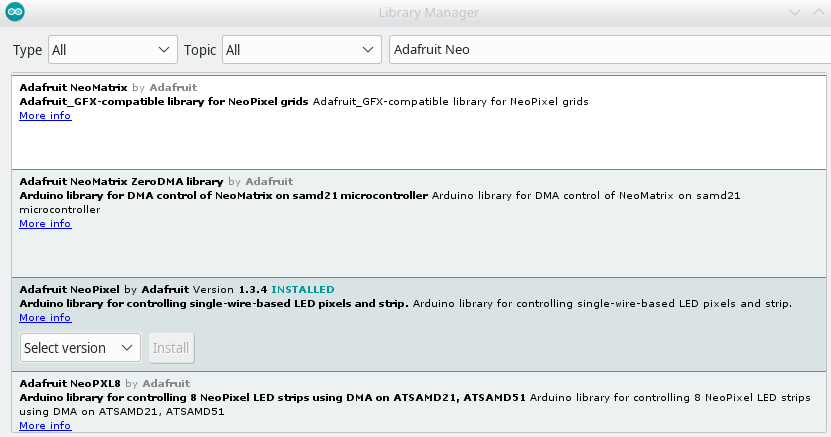 Library Manager
Type All Topic All Adafruit Neo
Adafruit NeoMatrix by Adafruit
Adafruit_GFX-compatible library for NeoPixel grids Adafruit_GFX-compatible library for NeoPixel grids
More info
Adafruit NeoMatrix ZeroDMA library by Adafruit
Arduino library for DMA control of NeoMatrix on samd21 microcontroller Arduino library for DMA control of NeoMatrix on samd21
microcontroller
More info
Adafruit NeoPixel by Adafruit Version 1.3.4 INSTALLED
Arduino library for controlling single-wire-based LED pixels and strip. Arduino library for controlling single-wire-based LED pixels and strip.
More info
Select version Install
Adafruit NeoPXL8 by Adafruit
Arduino library for controlling 8 NeoPixel LED strips using DMA on ATSAMD21, ATSAMD51 Arduino library for controlling 8 NeoPixel LED strips
using DMA on ATSAMD21, ATSAMD51
More info